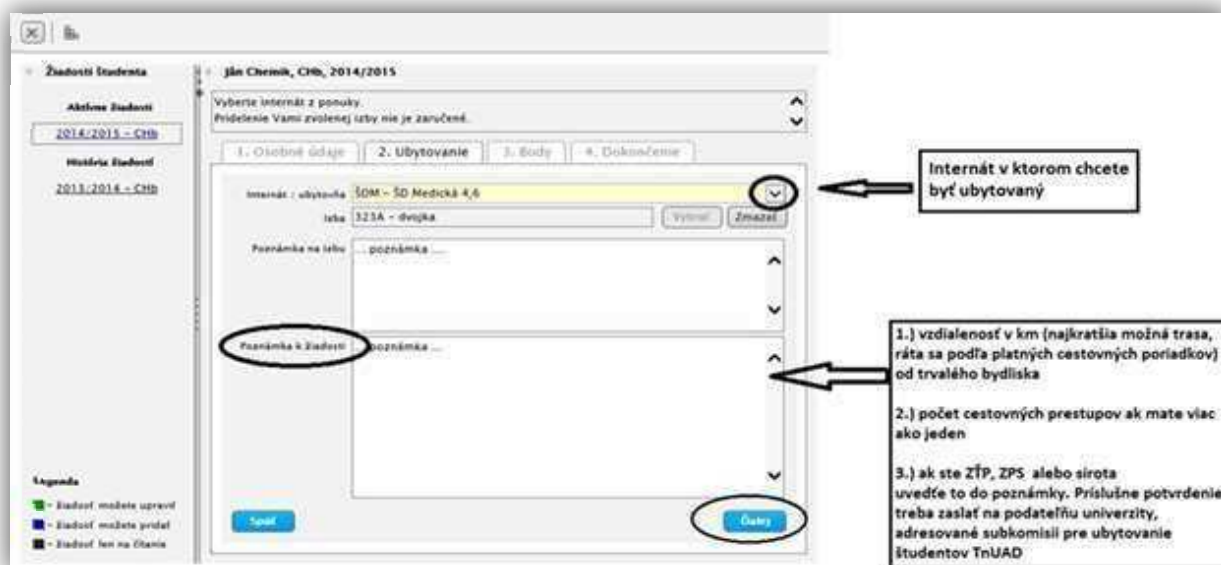 Žiadosti študenta
Aktívne žiadosti
2014/2015 - CHb
História žiadostí
2013/2014 - CHb
Legenda
- žiadosť možete upraviť
- žiadosť možete pridať
- žiadosť len na čítanie
Ján Chemik, CHb, 2014/2015
Vyberte internát z ponuky.
Pridelenie Vami zvolenej izby nie je zaručené.
1. Osobné údaje
2. Ubytovanie
3. Body
4. Dokončenie
Internát / ubytovňa ŠDM - ŠD Medická 4,6
Izba 323A - dvojka Vybrať Zmazať
Poznámka na izbu ... poznámka ...
Poznámka k žiadosti ... poznámka ...
Späť
Ďalej
Internát v ktorom chcete
byť ubytovaný
1.) vzdialenosť v km (najkratšia možná trasa,
ráta sa podľa platných cestovných poriadkov)
od trvalého bydliska
2.) počet cestovných prestupov ak mate viac
ako jeden
3.) ak ste ZŤP, ZPS alebo sirota
uveďte to do poznámky. Príslušne potvrdenie
treba zaslať na podateľňu univerzity,
adresované subkomisii pre ubytovanie
študentov TnUAD